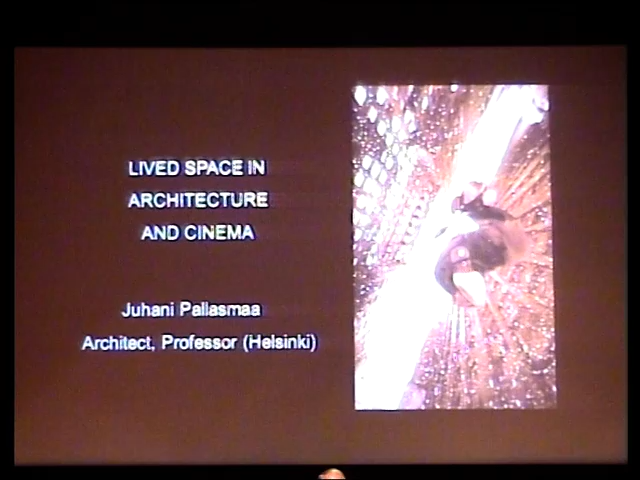 LIVED SPACE IN
ARCHITECTURE
AND CINEMA
Juhani Pallasmaa
Architect, Professor (Helsinki)